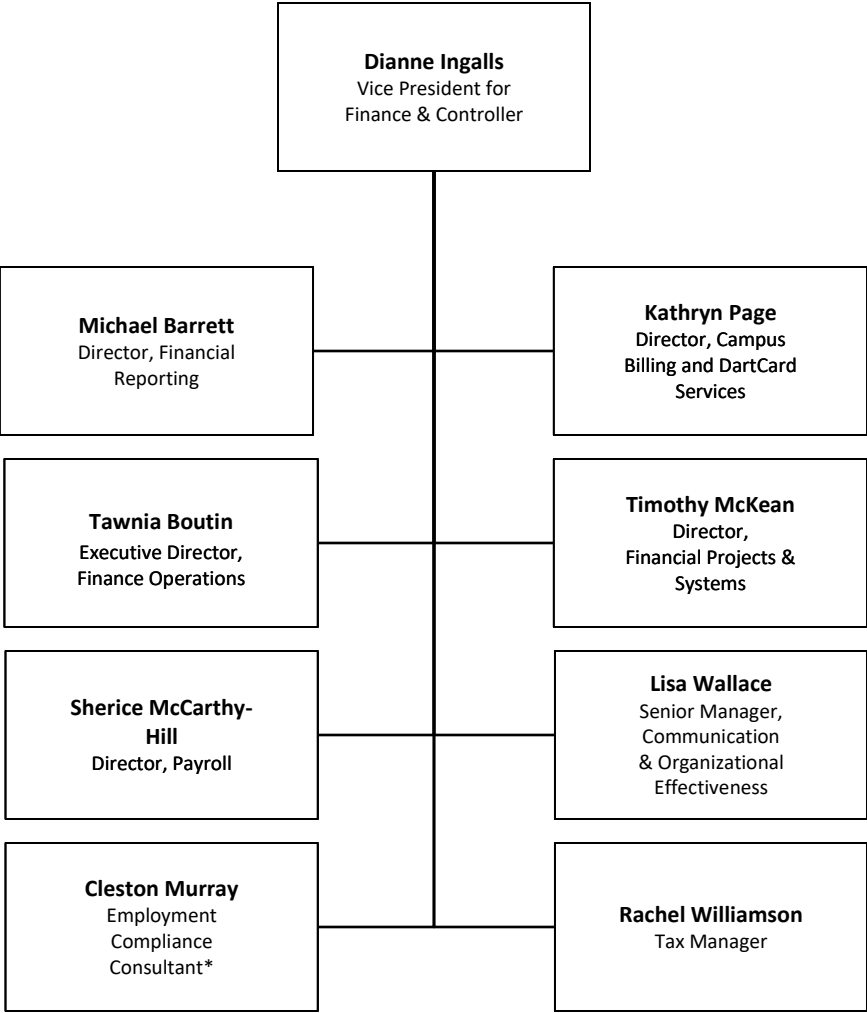 Dianne Ingalls
Vice President for
Finance & Controller
Michael Barrett
Director, Financial
Reporting
Kathryn Page
Director, Campus
Billing and DartCard
Services
Tawnia Boutin
Executive Director,
Finance Operations
Timothy McKean
Director,
Financial Projects &
Systems
Sherice McCarthy-
Hill
Director, Payroll
Lisa Wallace
Senior Manager,
Communication
& Organizational
Effectiveness
Cleston Murray
Employment
Compliance
Consultant*
Rachel Williamson
Tax Manager